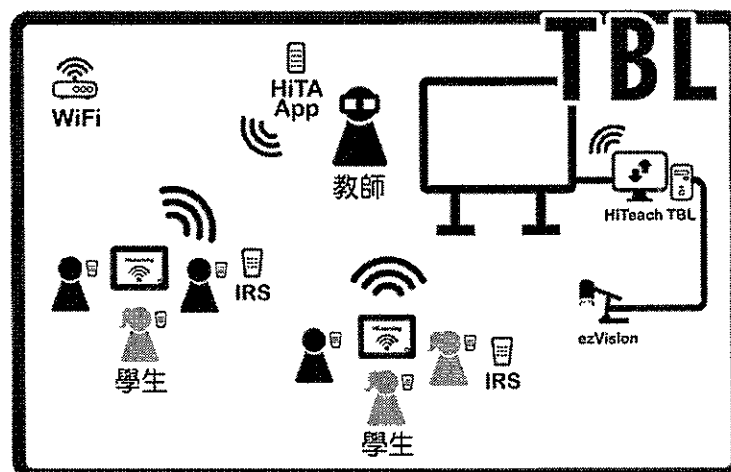 TBL
WiFi
HiTA
App
教師
HiTeach TBL
ezVision
IRS
學生
IRS
學生